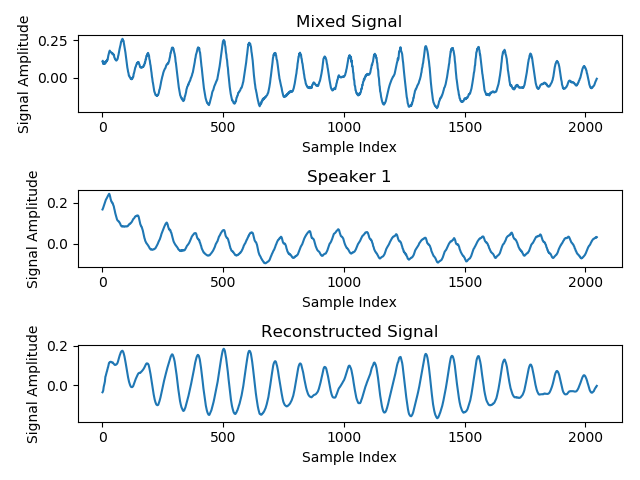 Mixed Signal
Signal Amplitude
0.25
0.00
0 500 1000 1500 2000
Sample Index
Speaker 1
Signal Amplitude
0.2
0.0
0 500 1000 1500 2000
Sample Index
Reconstructed Signal
Signal Amplitude
0.2
0.0
0 500 1000 1500 2000
Sample Index